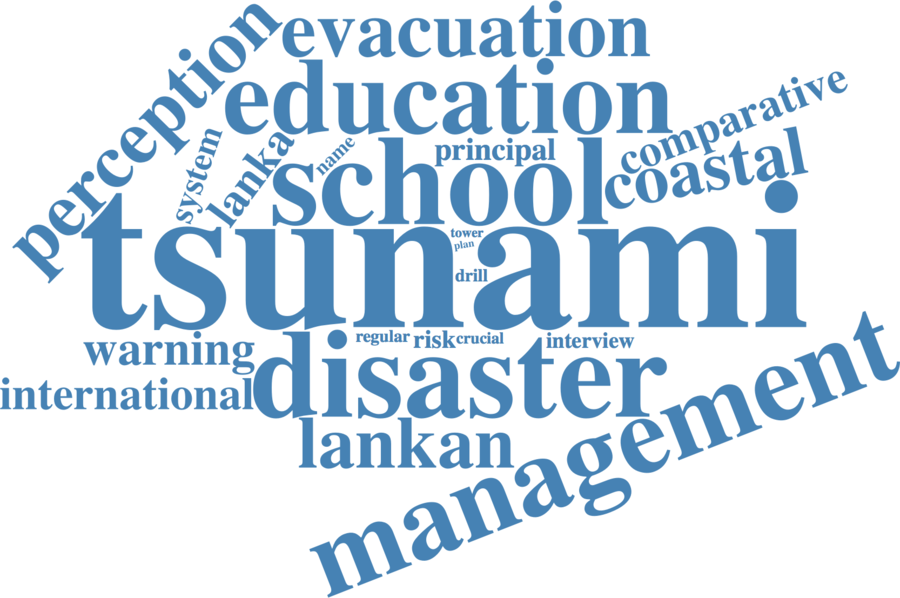 evacuation
perception
education
comparative
system
lanka
name
principal
school
coastal
tsunami
tower
plan
drill
warning
regular
risk
crucial
interview
international
disaster
management
lankan